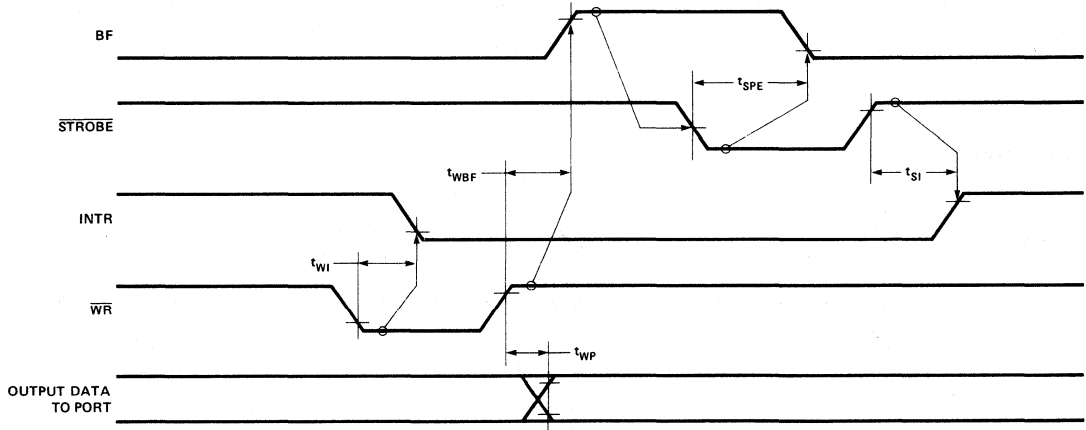 BF
t_SPE
STROBE
t_WBF
t_SI
INTR
t_WI
WR
t_WP
OUTPUT DATA
TO PORT